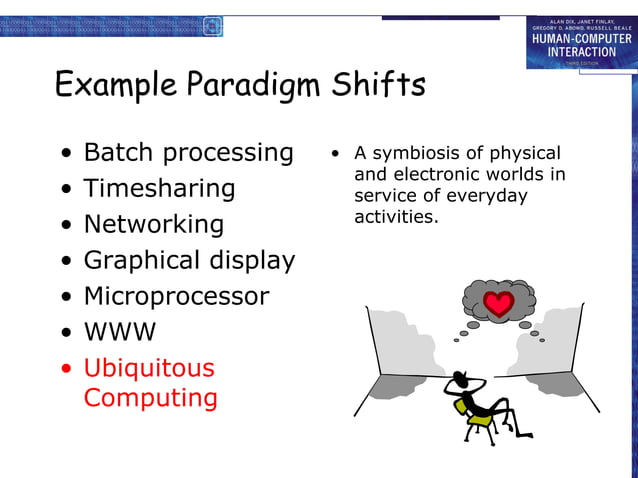 ALAN DIX, JANET FINLAY,
GREGORY D. ABOWD, RUSSELL BEALE
HUMAN-COMPUTER
INTERACTION
THIRD EDITION
Example Paradigm Shifts
• Batch processing
• Timesharing
• Networking
• Graphical display
• Microprocessor
• WWW
• Ubiquitous
Computing
• A symbiosis of physical
and electronic worlds in
service of everyday
activities.